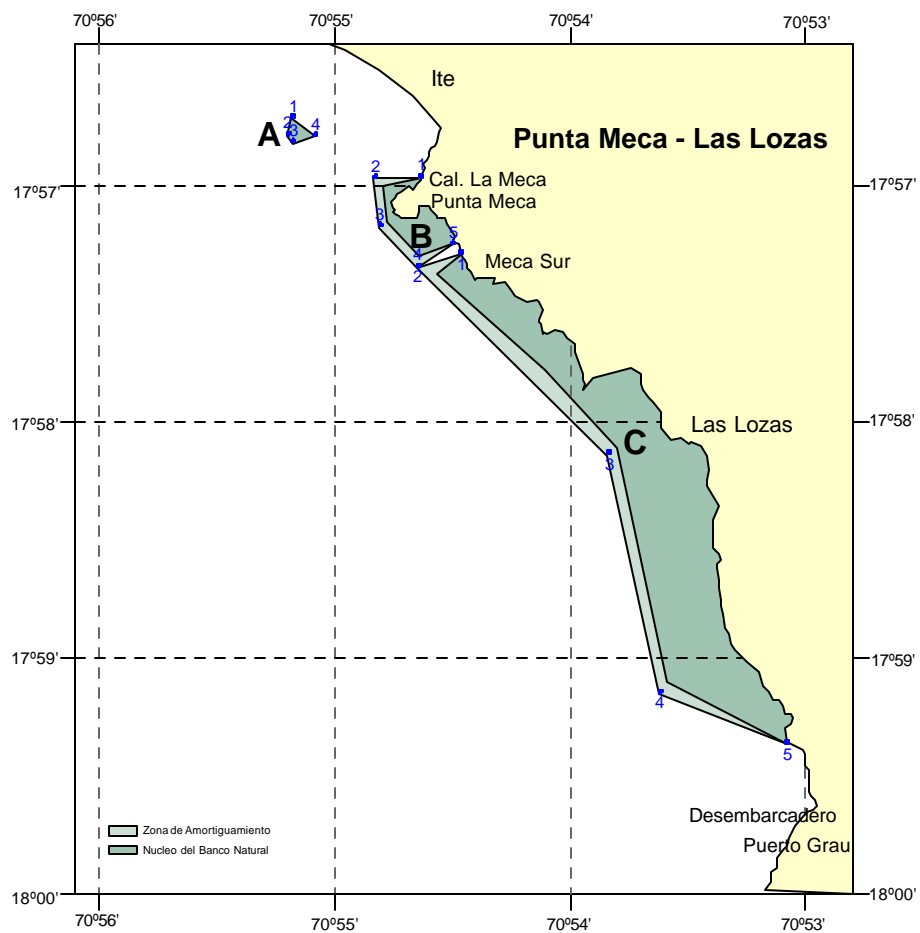 70º56'
70º55'
70º54'
70º53'
Ite
1
A
2
3
4
Punta Meca - Las Lozas
2
1
Cal. La Meca
17º57'
17º57'
Punta Meca
3
B
5
4
1
Meca Sur
2
17º58'
17º58'
Las Lozas
C
3
17º59'
17º59'
4
5
Desembarcadero
Puerto Grau
Zona de Amortiguamiento
Nucleo del Banco Natural
18º00'
18º00'
70º56'
70º55'
70º54'
70º53'